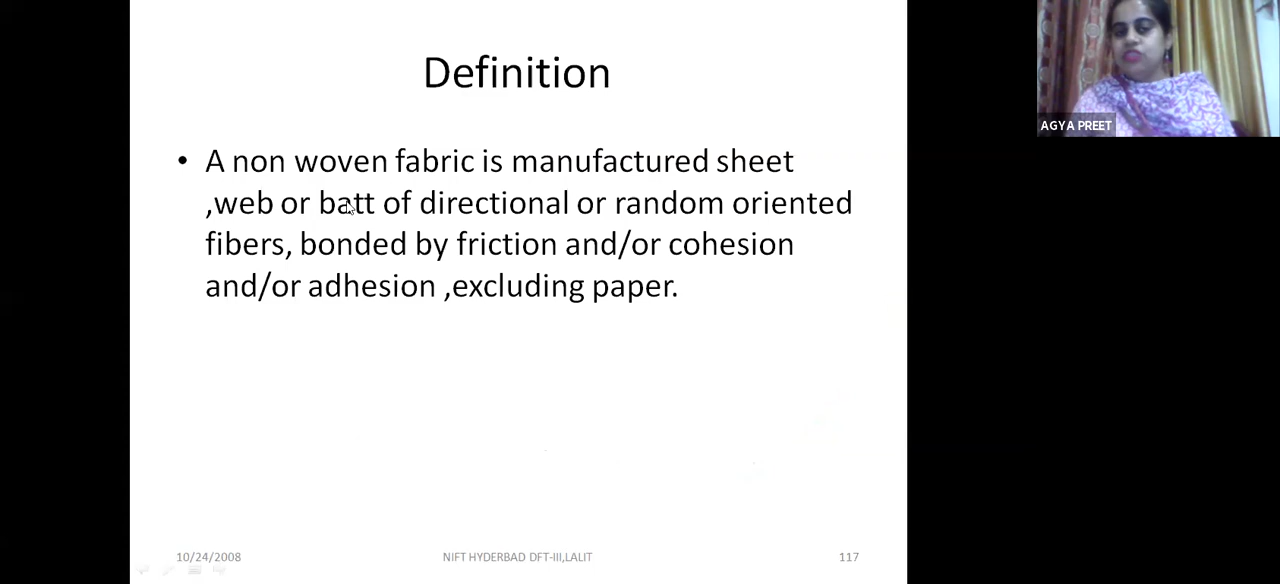 Definition
• A non woven fabric is manufactured sheet
,web or batt of directional or random oriented
fibers, bonded by friction and/or cohesion
and/or adhesion ,excluding paper.
10/24/2008
NIFT HYDERBAD DFT-III,LALIT
117
AGYA PREET